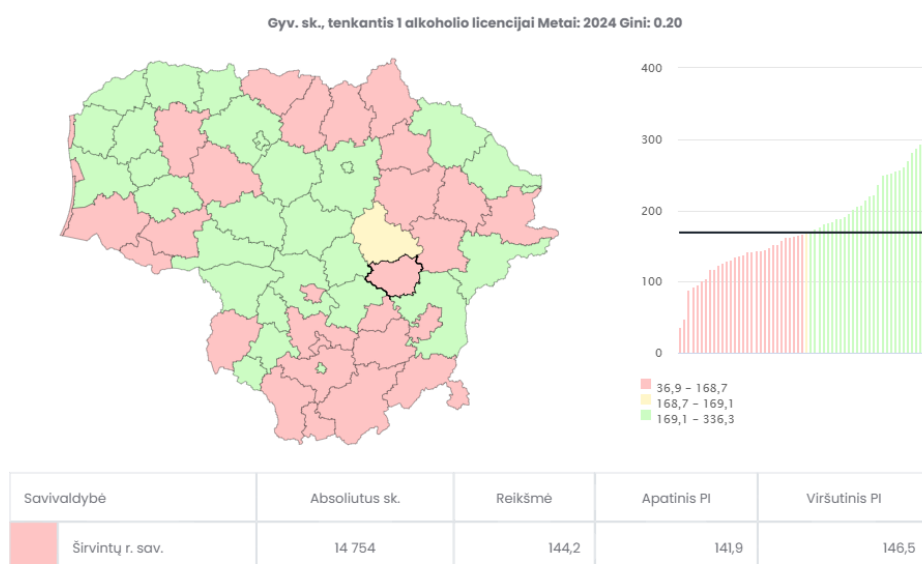 Gyv. sk., tenkantis 1 alkoholio licencijai Metai: 2024 Gini: 0.20
400
300
200
100
0
36,9 – 168,7
168,7 – 169,1
169,1 – 336,3
Savivaldybė Absoliutus sk. Reikšmė Apatinis PI Viršutinis PI
Širvintų r. sav. 14 754 144,2 141,9 146,5